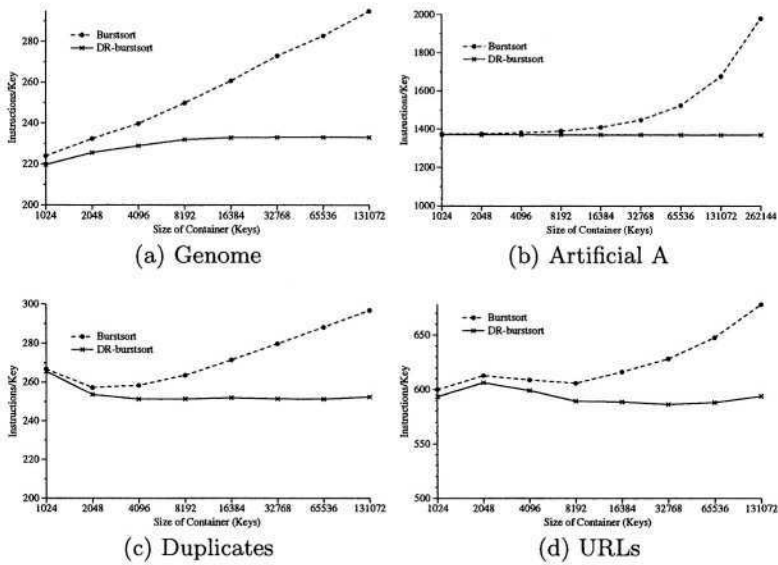 280
260
240
220
200
Instructions/Key
Burstsort
DR-burstsort
1024 2048 4096 8192 16384 32768 65536 131072
Size of Container (Keys)
(a) Genome
2000
1800
1600
1400
1200
1000
Instructions/Key
Burstsort
DR-burstsort
1024 2048 4096 8192 16384 32768 65536 131072 262144
Size of Container (Keys)
(b) Artificial A
300
280
260
240
220
200
Instructions/Key
Burstsort
DR-burstsort
1024 2048 4096 8192 16384 32768 65536 131072
Size of Container (Keys)
(c) Duplicates
650
600
550
500
Instructions/Key
Burstsort
DR-burstsort
1024 2048 4096 8192 16384 32768 65536 131072
Size of Container (Keys)
(d) URLs